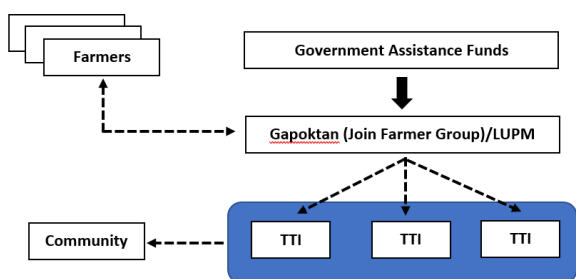 Farmers
Government Assistance Funds
Gapoktan (Join Farmer Group)/LUPM
TTI
TTI
TTI
Community